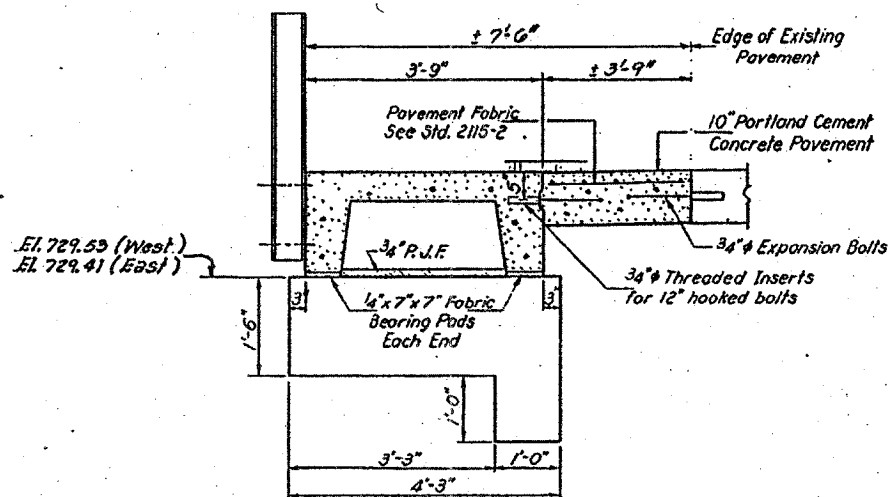 ± 7'-6"
Edge of Existing
Pavement
3'-9"
± 3'-9"
Pavement Fabric
See Std. 2115-2
10" Portland Cement
Concrete Pavement
5"
El. 729.53 (West)
El. 729.41 (East)
3/4" P.J.F.
3/4"ϕ Expansion Bolts
3/4"ϕ Threaded Inserts
for 12" hooked bolts
3"
1/4"x 7"x 7" Fabric
Bearing Pads
Each End
3"
1'-6"
1'-0"
3'-3"
1'-0"
4'-3"